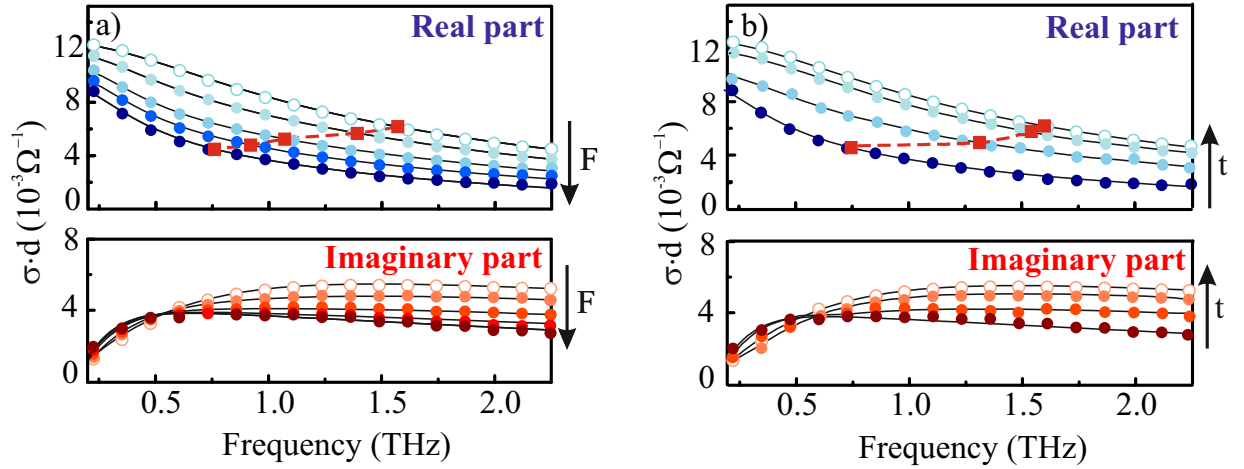 a)
Real part
12
8
4
0
F
8
Imaginary part
4
0
F
0.5 1.0 1.5 2.0
Frequency (THz)
σ·d (10⁻³Ω⁻¹)
b)
Real part
12
8
4
0
t
8
Imaginary part
4
0
t
0.5 1.0 1.5 2.0
Frequency (THz)
σ·d (10⁻³Ω⁻¹)